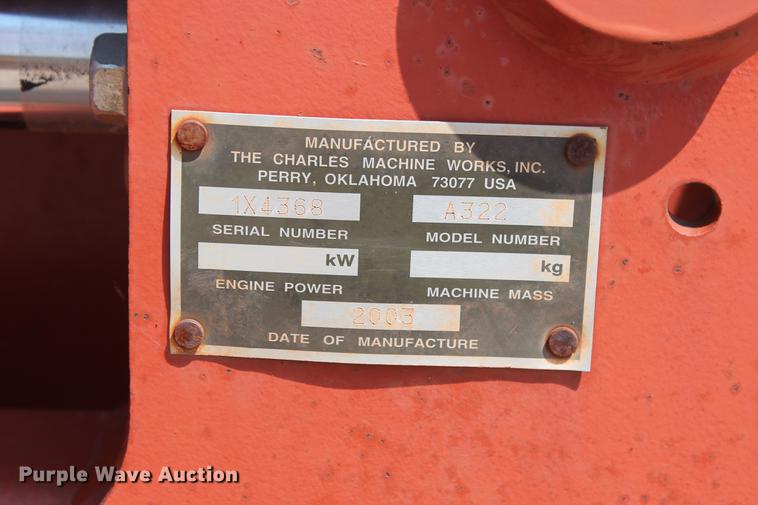 MANUFACTURED BY
THE CHARLES MACHINE WORKS, INC.
PERRY, OKLAHOMA 73077 USA
1X4368 A322
SERIAL NUMBER MODEL NUMBER
kW kg
ENGINE POWER MACHINE MASS
2003
DATE OF MANUFACTURE
Purple Wave Auction